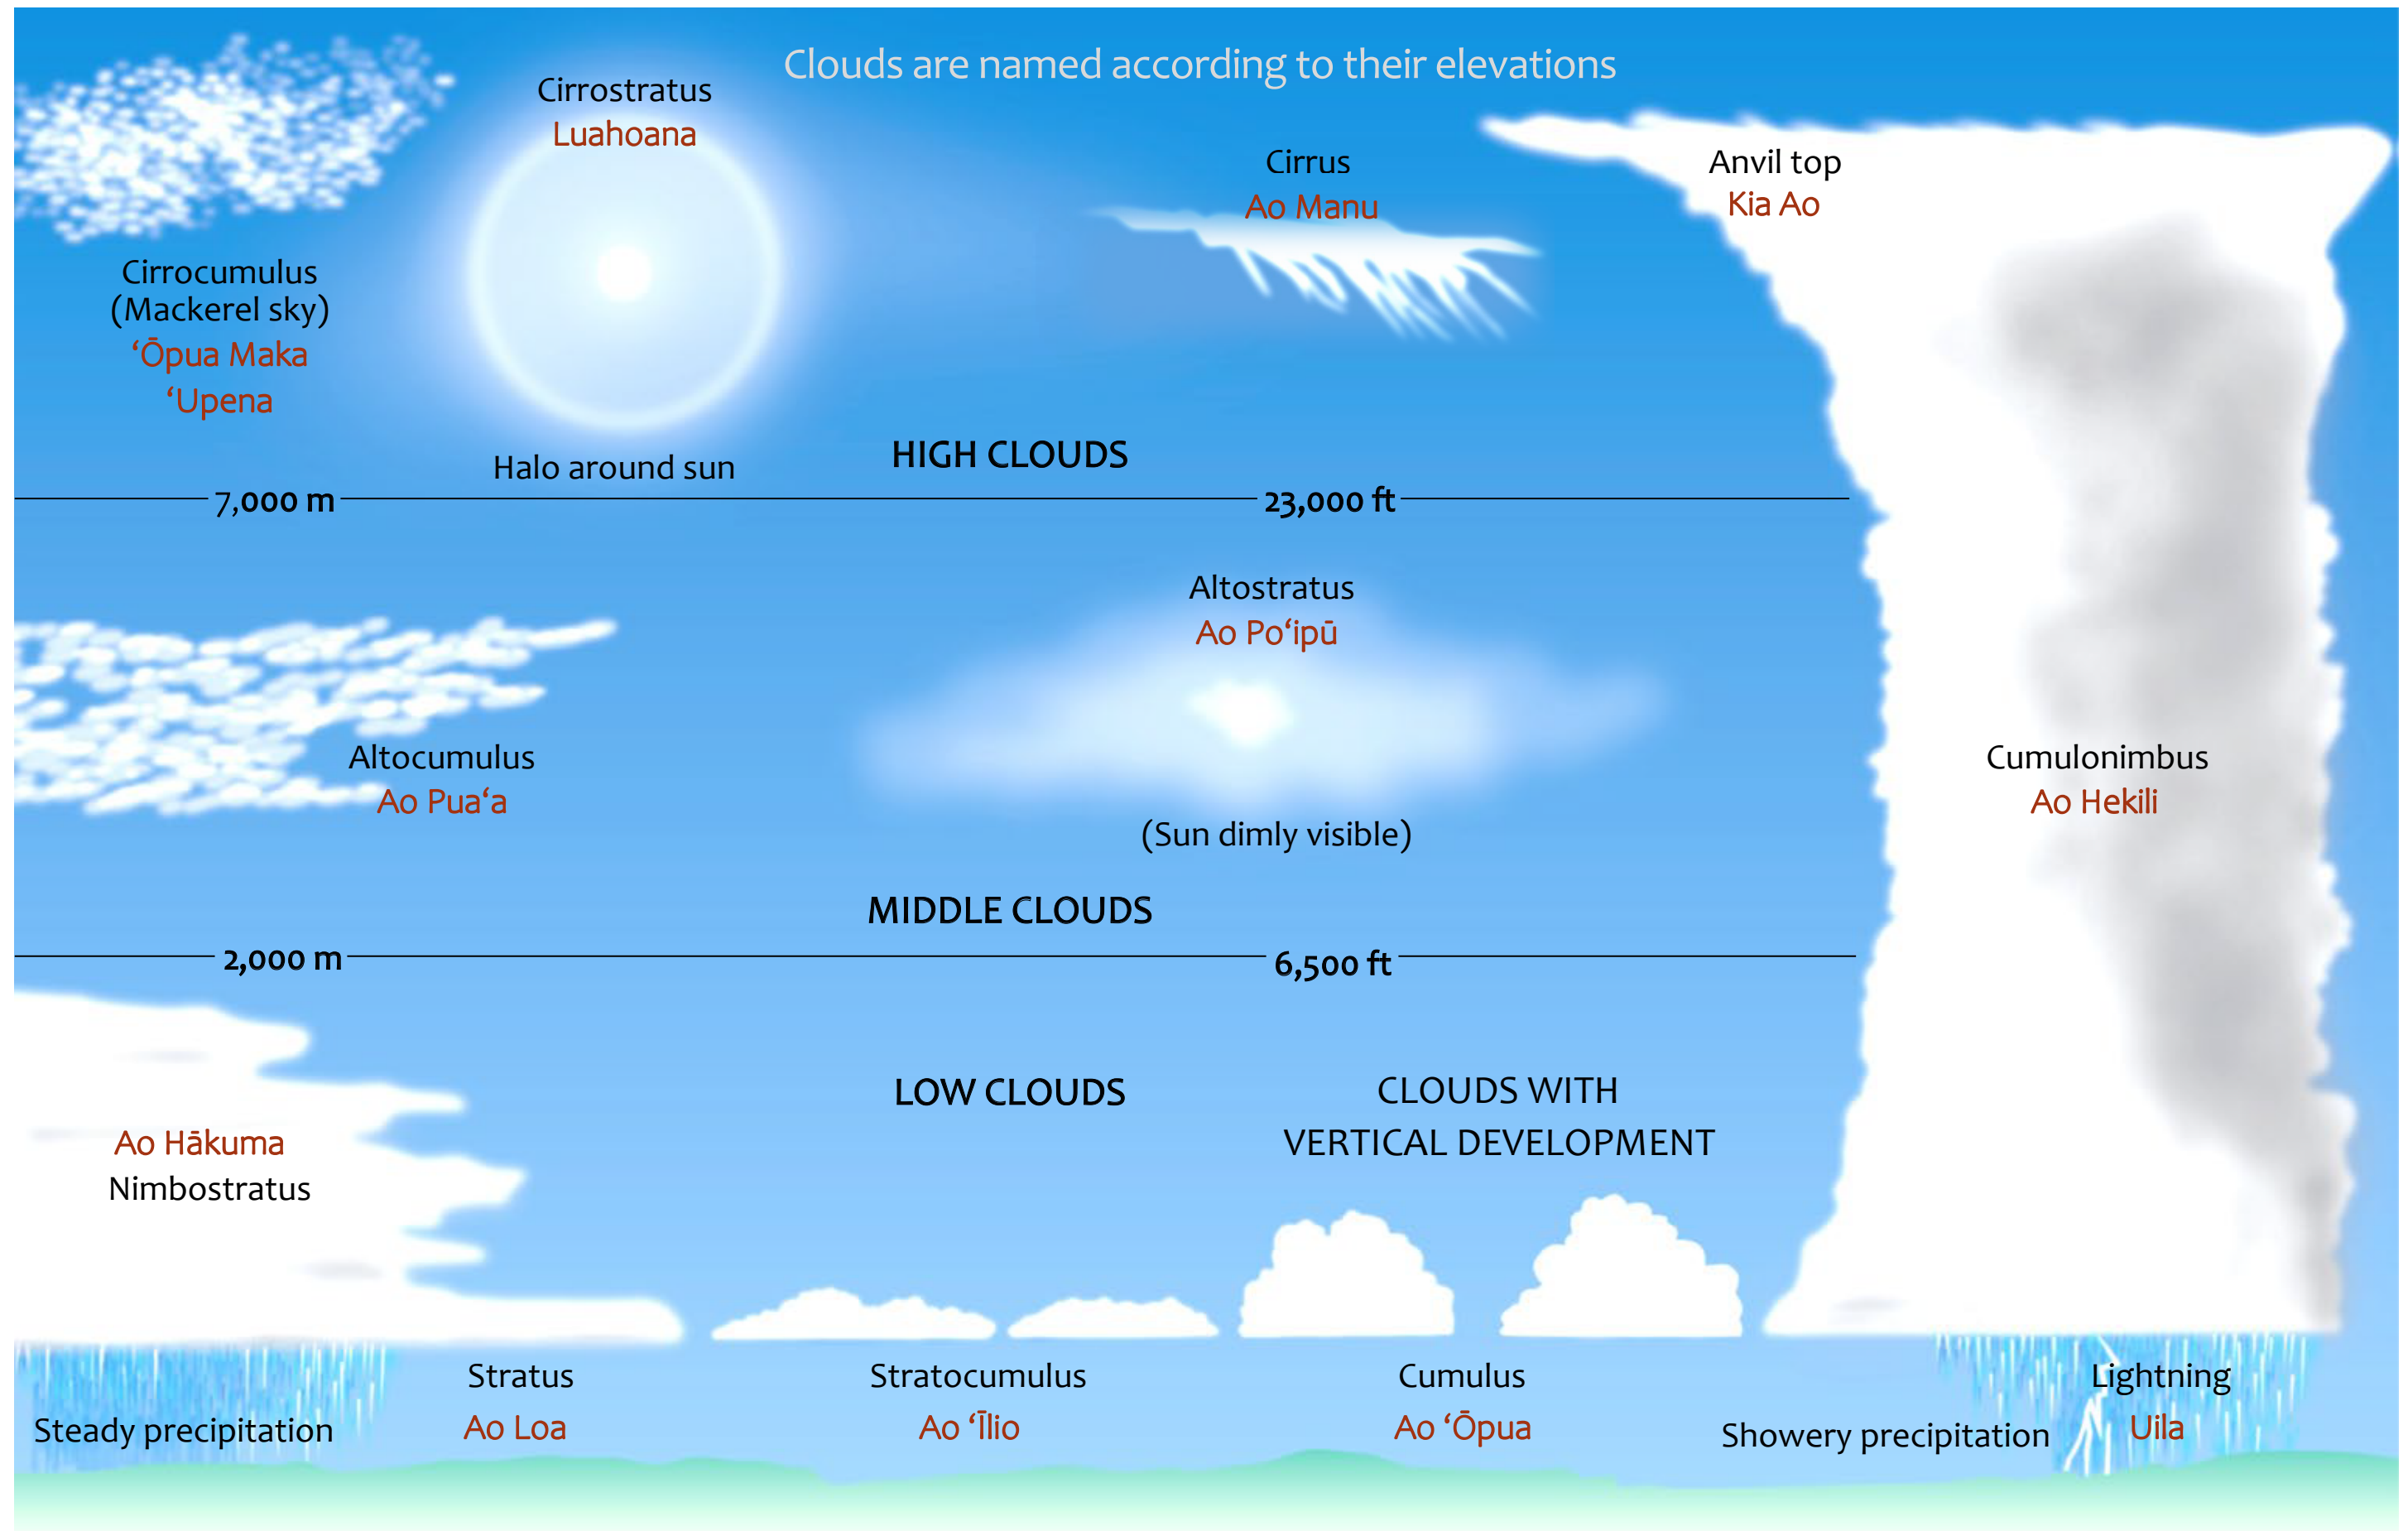 Clouds are named according to their elevations
Cirrostratus
Luahoana
Cirrus
Ao Manu
Anvil top
Kia Ao
Cirrocumulus
(Mackerel sky)
ʻŌpua Maka
ʻUpena
Halo around sun
HIGH CLOUDS
7,000 m
23,000 ft
Altostratus
Ao Poʻipū
Altocumulus
Ao Puaʻa
(Sun dimly visible)
Cumulonimbus
Ao Hekili
MIDDLE CLOUDS
2,000 m
6,500 ft
LOW CLOUDS
CLOUDS WITH
VERTICAL DEVELOPMENT
Ao Hākuma
Nimbostratus
Steady precipitation
Stratus
Ao Loa
Stratocumulus
Ao ʻĪlio
Cumulus
Ao ʻŌpua
Showery precipitation
Lightning
Uila